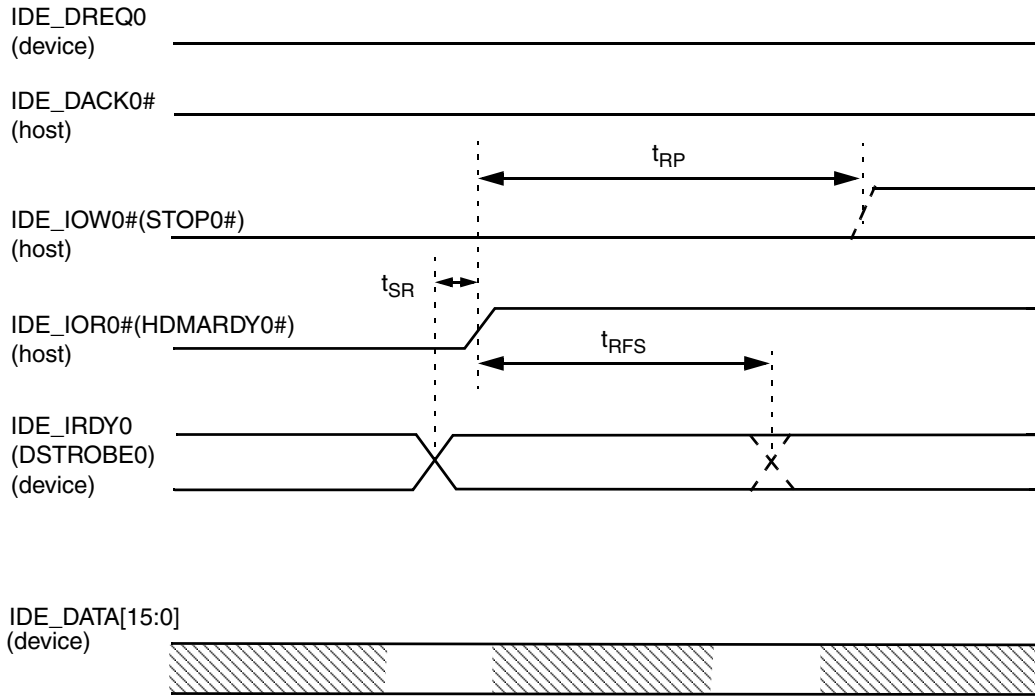 IDE_DREQ0
(device)
IDE_DACK0#
(host)
tRP
IDE_IOW0#(STOP0#)
(host)
tSR
IDE_IOR0#(HDMARDY0#)
(host)
tRFS
IDE_IRDY0
(DSTROBE0)
(device)
IDE_DATA[15:0]
(device)